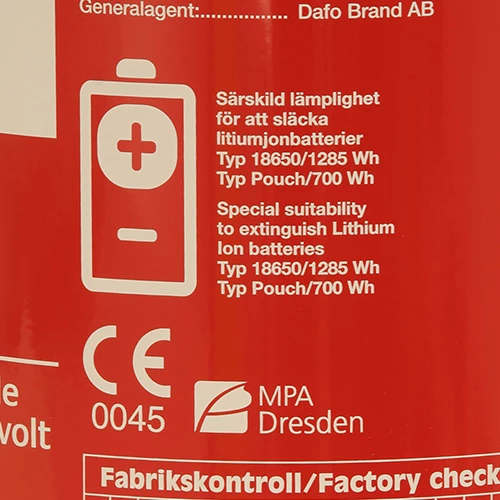 Generalagent:................ Dafo Brand AB
Särskild lämplighet
för att släcka
litiumjonbatterier
Typ 18650/1285 Wh
Typ Pouch/700 Wh
Special suitability
to extinguish Lithium
Ion batteries
Typ 18650/1285 Wh
Typ Pouch/700 Wh
CE
0045
MPA
Dresden
volt
Fabrikskontroll/Factory check